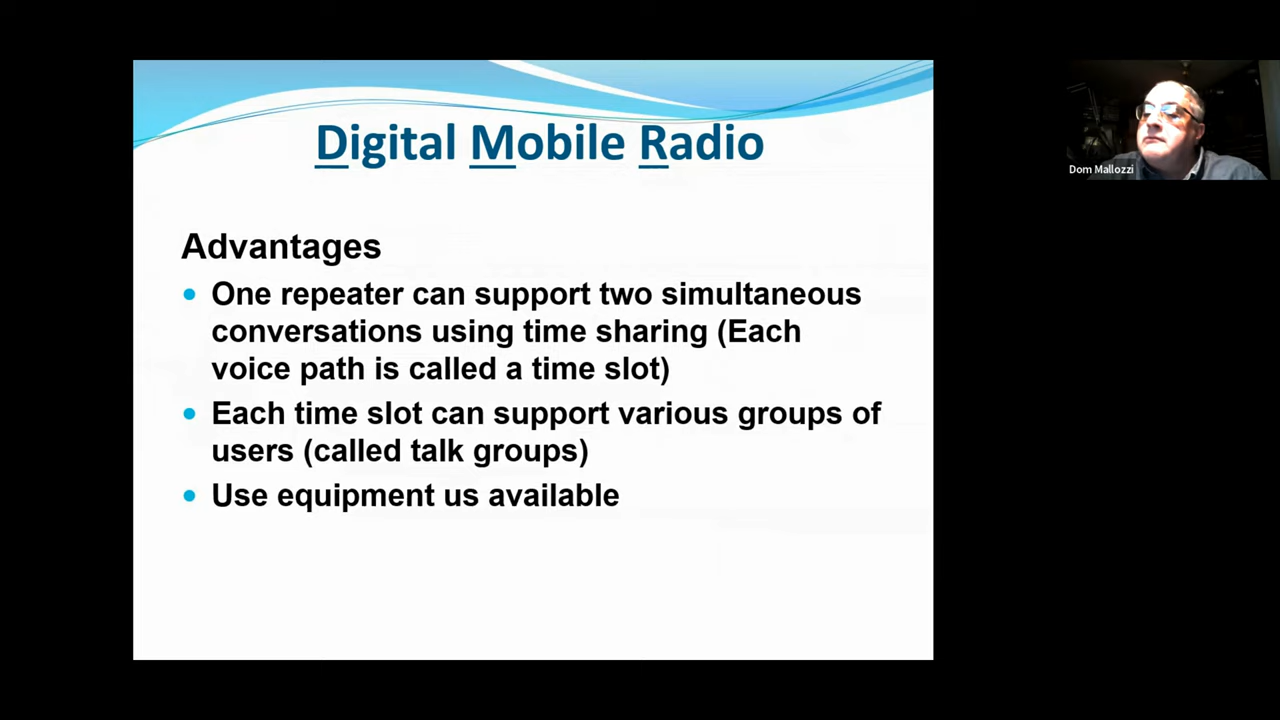 Digital Mobile Radio
Dom Mallozzi
Advantages
One repeater can support two simultaneous
conversations using time sharing (Each
voice path is called a time slot)
Each time slot can support various groups of
users (called talk groups)
Use equipment us available